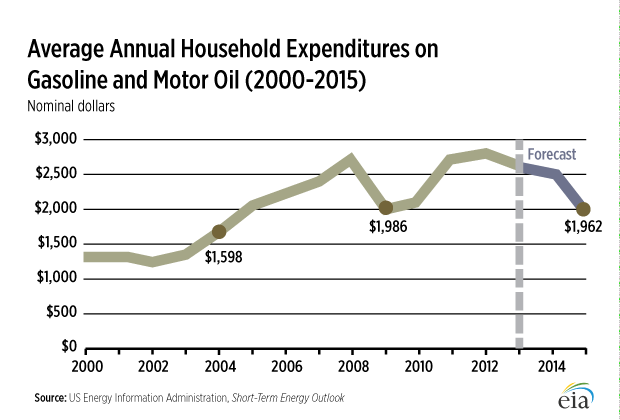 Average Annual Household Expenditures on
Gasoline and Motor Oil (2000-2015)
Nominal dollars
$3,000
Forecast
$2,500
$2,000
$1,986
$1,962
$1,500
$1,598
$1,000
$500
$0
2000 2002 2004 2006 2008 2010 2012 2014
Source: US Energy Information Administration, Short-Term Energy Outlook
eia